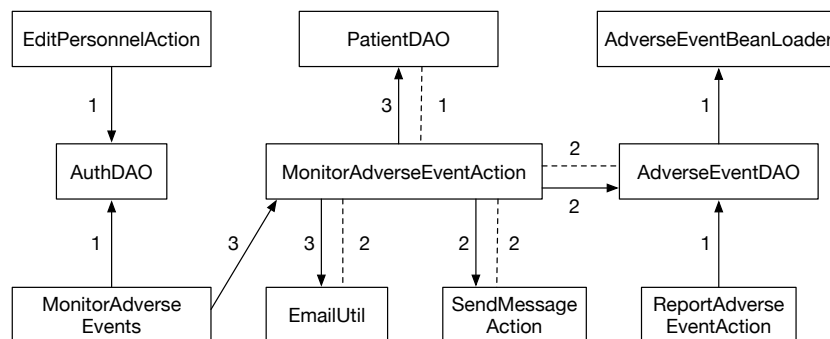 EditPersonnelAction
PatientDAO
AdverseEventBeanLoader
1
3
1
1
AuthDAO
MonitorAdverseEventAction
2
AdverseEventDAO
2
1
3
3
2
2
2
1
MonitorAdverse
Events
EmailUtil
SendMessage
Action
ReportAdverse
EventAction